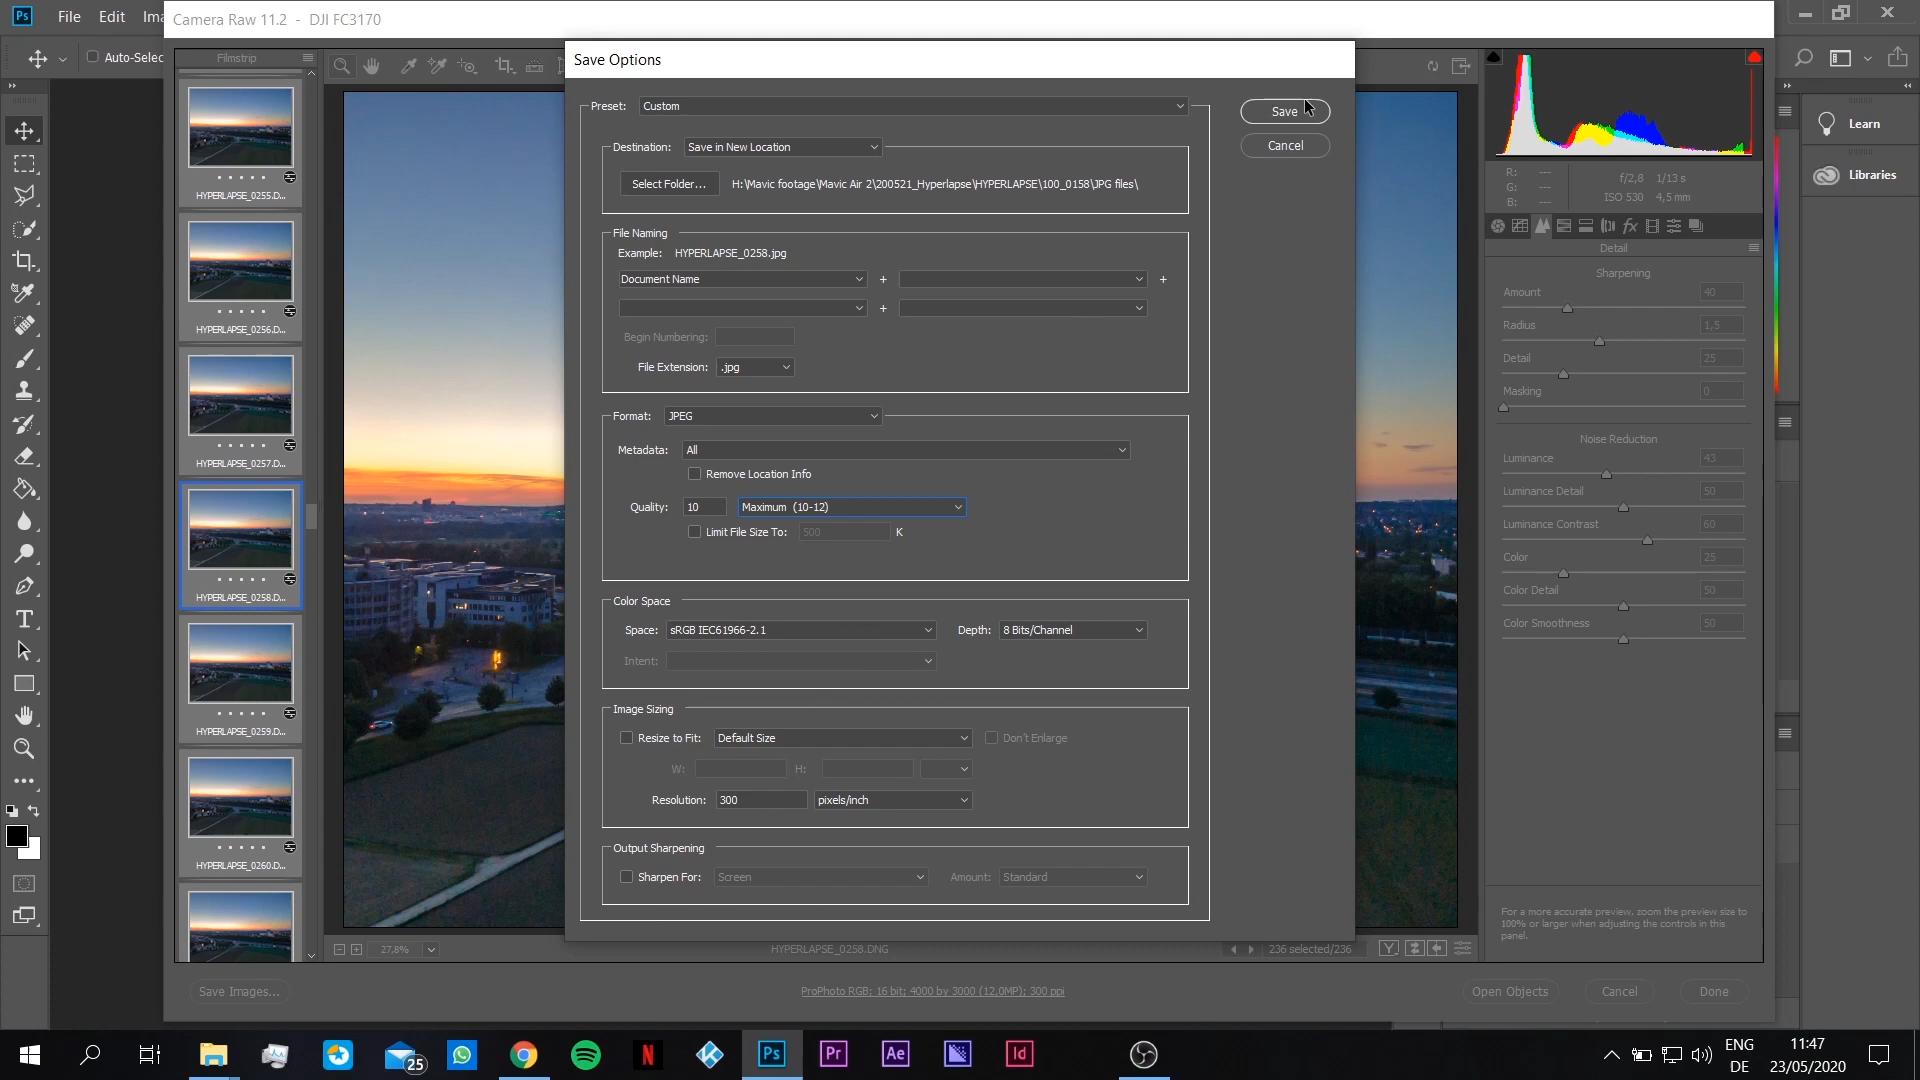 Ps File Edit Ima
Camera Raw 11.2 - DJI FC3170
Auto-Selec
Filmstrip
HYPERLAPSE_0255.D...
HYPERLAPSE_0256.D...
HYPERLAPSE_0257.D...
HYPERLAPSE_0258.D...
HYPERLAPSE_0259.D...
HYPERLAPSE_0260.D...
Save Options
Preset: Custom
Save
Cancel
Destination: Save in New Location
Select Folder... H:\Mavic footage\Mavic Air 2\200521_Hyperlapse\HYPERLAPSE\100_0158\JPG files\
File Naming
Example: HYPERLAPSE_0258.jpg
Document Name + +
+
Begin Numbering:
File Extension: .jpg
Format: JPEG
Metadata: All
Remove Location Info
Quality: 10 Maximum (10-12)
Limit File Size To: 500 K
Color Space
Space: sRGB IEC61966-2.1 Depth: 8 Bits/Channel
Intent:
Image Sizing
Resize to Fit: Default Size Don't Enlarge
W: H:
Resolution: 300 pixels/inch
Output Sharpening
Sharpen For: Screen Amount: Standard
R: ---
G: ---
B: ---
f/2,8 1/13 s
ISO 530 4,5 mm
Detail
Sharpening
Amount 40
Radius 1,5
Detail 25
Masking 0
Noise Reduction
Luminance 43
Luminance Detail 50
Luminance Contrast 60
Color 25
Color Detail 50
Color Smoothness 50
For a more accurate preview, zoom the preview size to
100% or larger when adjusting the controls in this
panel.
Learn
Libraries
27,8%
HYPERLAPSE_0258.DNG
236 selected/236
Y
Save Images...
ProPhoto RGB; 16 bit; 4000 by 3000 (12,0MP); 300 ppi
Open Objects Cancel Done
25 N Ps Pr Ae Id
ENG
DE
11:47
23/05/2020